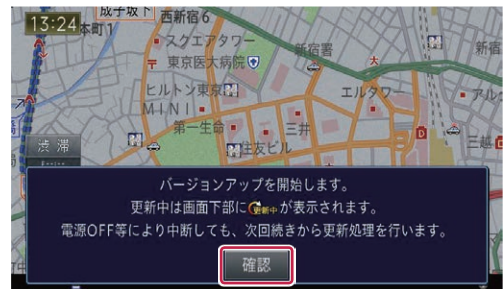 13:24
成子坂下
西新宿6
本町1
スクエアタワー
新宿署
新宿
東京医大病院
ヒルトン東京
エルタワー
アル
MINI
第一生命
三井
渋滞
住友ビル
三越
バージョンアップを開始します。
更新中は画面下部に更新中が表示されます。
電源OFF等により中断しても、次回続きから更新処理を行います。
確認